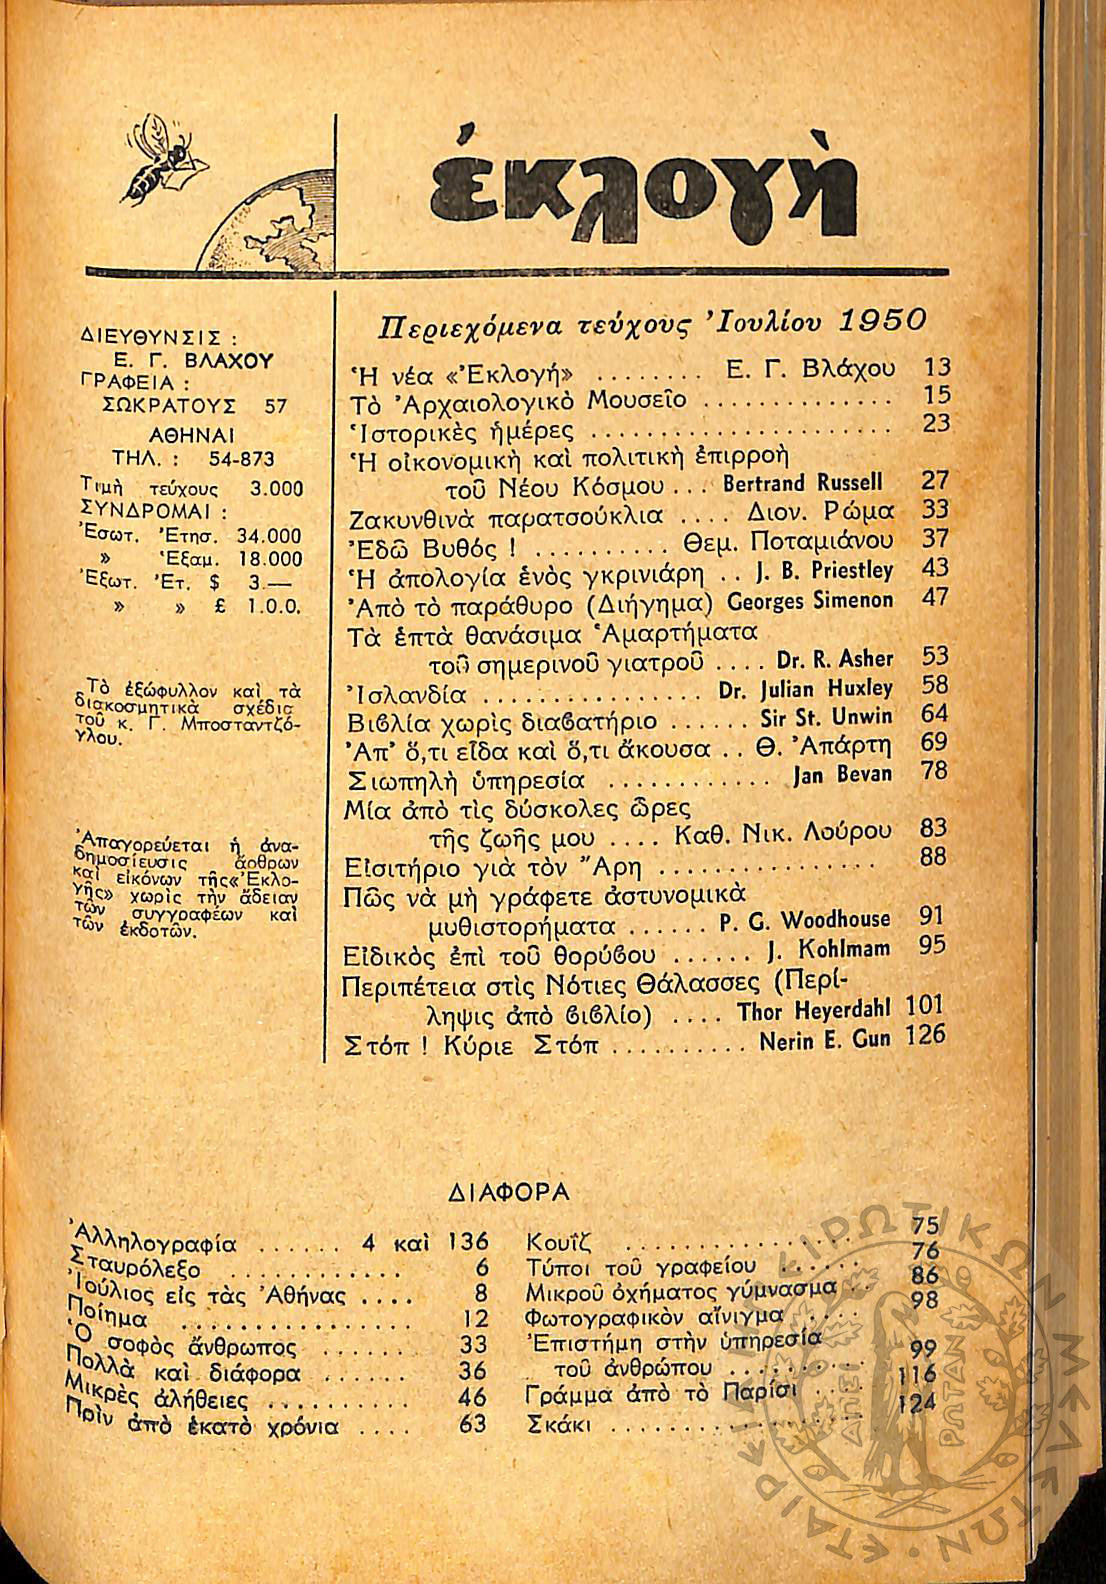 ἐκλογὴ
ΔΙΕΥΘΥΝΣΙΣ :
Ε. Γ. ΒΛΑΧΟΥ
ΓΡΑΦΕΙΑ :
ΣΩΚΡΑΤΟΥΣ 57
ΑΘΗΝΑΙ
ΤΗΛ. : 54-873
Τιμὴ τεύχους 3.000
ΣΥΝΔΡΟΜΑΙ :
Ἐσωτ. Ἐτησ. 34.000
» Ἑξαμ. 18.000
Ἐξωτ. Ἐτ. $ 3.—
» » £ 1.0.0.
Τὸ ἐξώφυλλον καὶ τὰ
διακοσμητικὰ σχέδια
τοῦ κ. Γ. Μποσταντζό-
γλου.
Ἀπαγορεύεται ἡ ἀνα-
δημοσίευσις ἄρθρων
καὶ εἰκόνων τῆς«Ἐκλο-
γῆς» χωρὶς τὴν ἄδειαν
τῶν συγγραφέων καὶ
τῶν ἐκδοτῶν.
Περιεχόμενα τεύχους Ἰουλίου 1950
Ἡ νέα «Ἐκλογή» ........ Ε. Γ. Βλάχου 13
Τὸ Ἀρχαιολογικὸ Μουσεῖο .............. 15
Ἱστορικὲς ἡμέρες ...................... 23
Ἡ οἰκονομικὴ καὶ πολιτικὴ ἐπιρροὴ
τοῦ Νέου Κόσμου... Bertrand Russell 27
Ζακυνθινὰ παρατσούκλια .... Διον. Ρώμα 33
Ἐδῶ Βυθός ! .......... Θεμ. Ποταμιάνου 37
Ἡ ἀπολογία ἑνὸς γκρινιάρη .. J. B. Priestley 43
Ἀπὸ τὸ παράθυρο (Διήγημα) Georges Simenon 47
Τὰ ἑπτὰ θανάσιμα Ἁμαρτήματα
τοῦ σημερινοῦ γιατροῦ .... Dr. R. Asher 53
Ἰσλανδία ................ Dr. Julian Huxley 58
Βιβλία χωρὶς διαβατήριο ...... Sir St. Unwin 64
Ἀπ' ὅ,τι εἶδα καὶ ὅ,τι ἄκουσα .. Θ. Ἀπάρτη 69
Σιωπηλὴ ὑπηρεσία ............ Jan Bevan 78
Μία ἀπὸ τὶς δύσκολες ὧρες
τῆς ζωῆς μου .... Καθ. Νικ. Λούρου 83
Εἰσιτήριο γιὰ τὸν Ἄρη ................ 88
Πῶς νὰ μὴ γράφετε ἀστυνομικὰ
μυθιστορήματα ...... P. G. Woodhouse 91
Εἰδικὸς ἐπὶ τοῦ θορύβου ...... J. Kohlmam 95
Περιπέτεια στὶς Νότιες Θάλασσες (Περί-
ληψις ἀπὸ βιβλίο) .... Thor Heyerdahl 101
Στόπ ! Κύριε Στόπ .......... Nerin E. Gun 126
ΔΙΑΦΟΡΑ
Ἀλληλογραφία ...... 4 καὶ 136
Σταυρόλεξο ............ 6
Ἰούλιος εἰς τὰς Ἀθήνας .... 8
Ποίημα ................ 12
Ὁ σοφὸς ἄνθρωπος ....... 33
Πολλὰ καὶ διάφορα ...... 36
Μικρὲς ἀλήθειες .......... 46
Πρὶν ἀπὸ ἑκατὸ χρόνια .... 63
Κουΐζ ................ 75
Τύποι τοῦ γραφείου ...... 76
Μικροῦ ὀχήματος γύμνασμα .. 86
Φωτογραφικὸν αἴνιγμα .... 98
Ἐπιστήμη στὴν ὑπηρεσία
τοῦ ἀνθρώπου .......... 99
Γράμμα ἀπὸ τὸ Παρίσι .... 116
Σκάκι .................. 124
ΕΤΑΙΡΕΙΑ ΗΠΕΙΡΩΤΙΚΩΝ ΜΕΛΕΤΩΝ
ΑΠΕΙ
ΡΩΤΑΝ